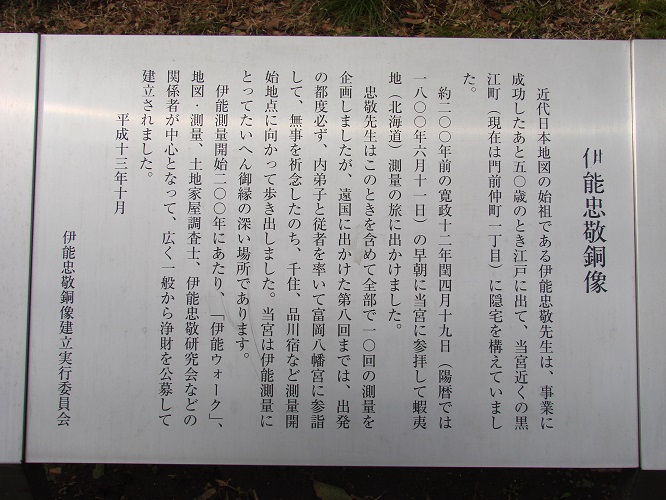 伊能忠敬銅像
近代日本地図の始祖である伊能忠敬先生は、事業に
成功したあと五〇歳のとき江戸に出て、当宮近くの黒
江町（現在は門前仲町一丁目）に隠宅を構えていまし
た。
約二〇〇年前の寛政十二年閏四月十九日（陽暦では
一八〇〇年六月十一日）の早朝に当宮に参拝して蝦夷
地（北海道）測量の旅に出かけました。
忠敬先生はこのときを含めて全部で一〇回の測量を
企画しましたが、遠国に出かけた第八回までは、出発
の都度必ず、内弟子と従者を率いて富岡八幡宮に参詣
して、無事を祈念したのち、千住、品川宿など測量開
始地点に向かって歩き出しました。当宮は伊能測量に
とってたいへん御縁の深い場所であります。
伊能測量開始二〇〇年にあたり、「伊能ウォーク」、
地図・測量、土地家屋調査士、伊能忠敬研究会などの
関係者が中心となって、広く一般から浄財を公募して
建立されました。
平成十三年十月
伊能忠敬銅像建立実行委員会